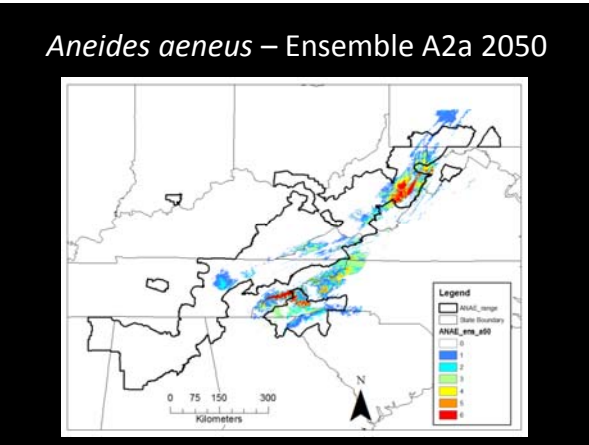 Aneides aeneus – Ensemble A2a 2050
Legend
ANAE_range
State Boundary
ANAE_ens_a50
0
1
2
3
4
5
6
N
0 75 150 300
Kilometers